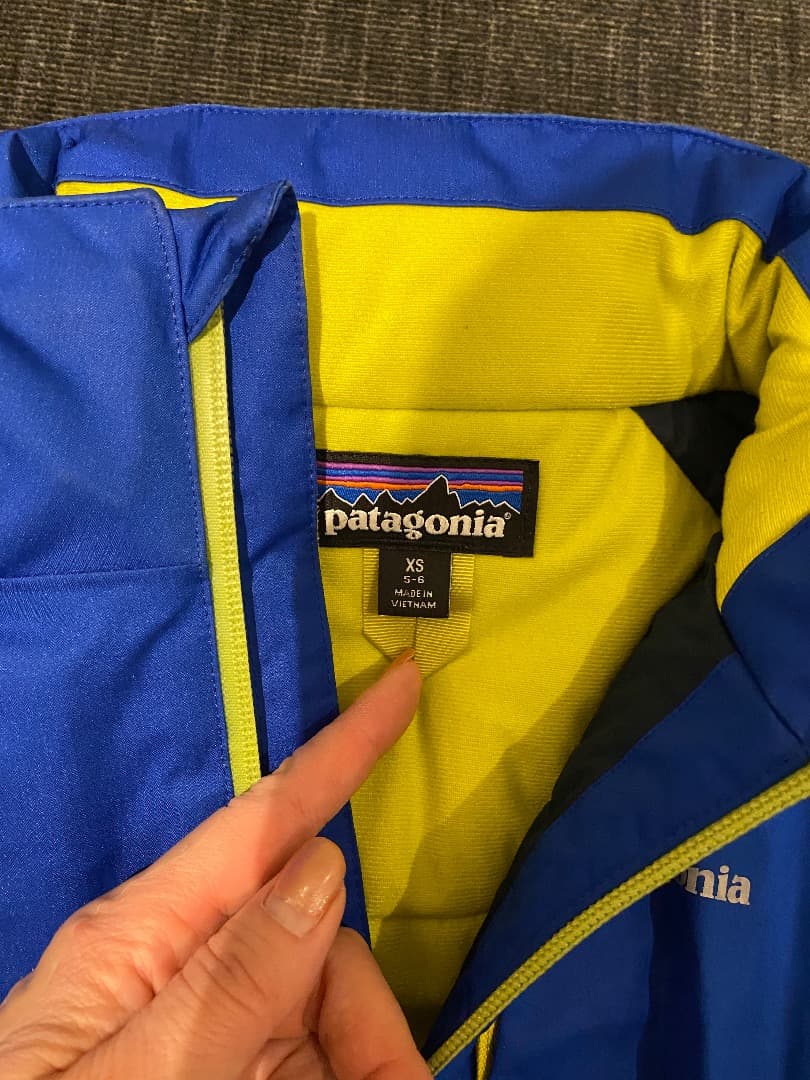 patagonia®
XS
5-6
MADE IN
VIETNAM
onia